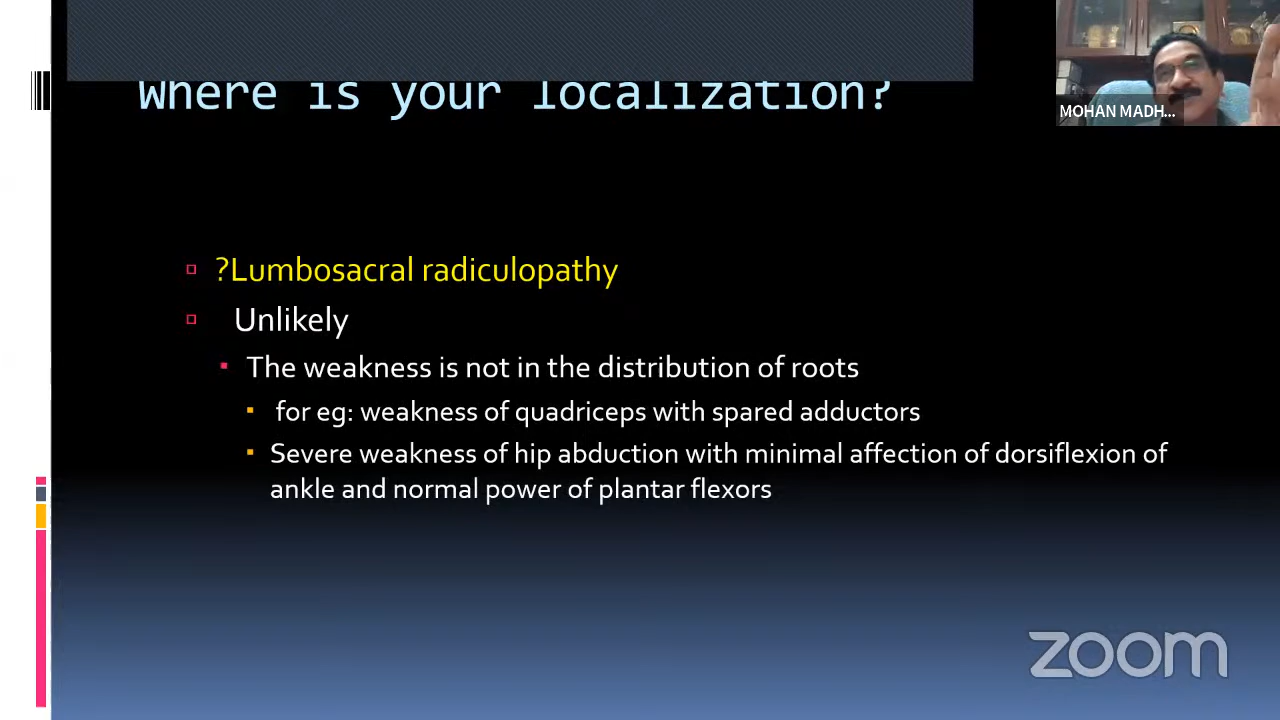 Where is your localization?
MOHAN MADH...
?Lumbosacral radiculopathy
Unlikely
The weakness is not in the distribution of roots
for eg: weakness of quadriceps with spared adductors
Severe weakness of hip abduction with minimal affection of dorsiflexion of
ankle and normal power of plantar flexors
zoom